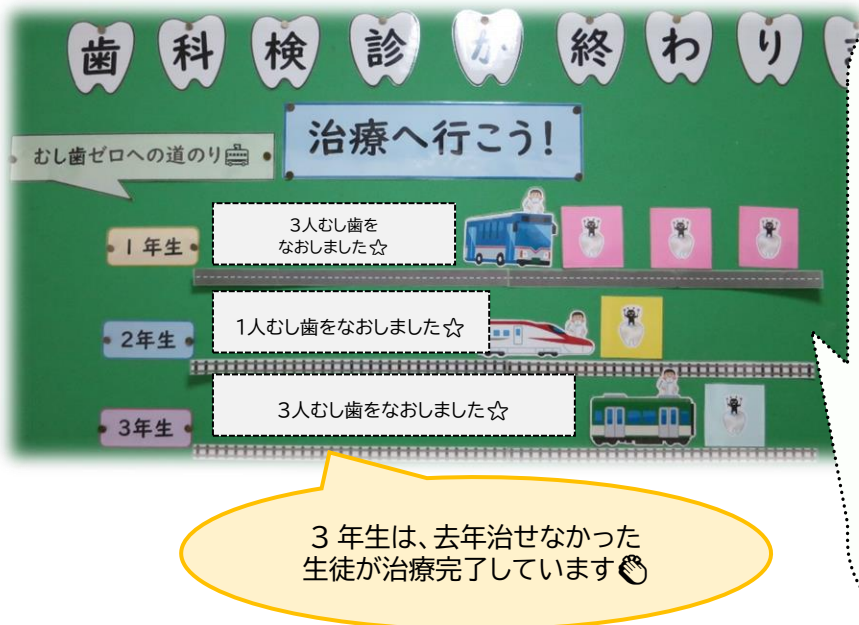 歯科検診が終わり
治療へ行こう!
むし歯ゼロへの道のり
1年生
3人むし歯を
なおしました☆
2年生
1人むし歯をなおしました☆
3年生
3人むし歯をなおしました☆
3年生は、去年治せなかった
生徒が治療完了しています